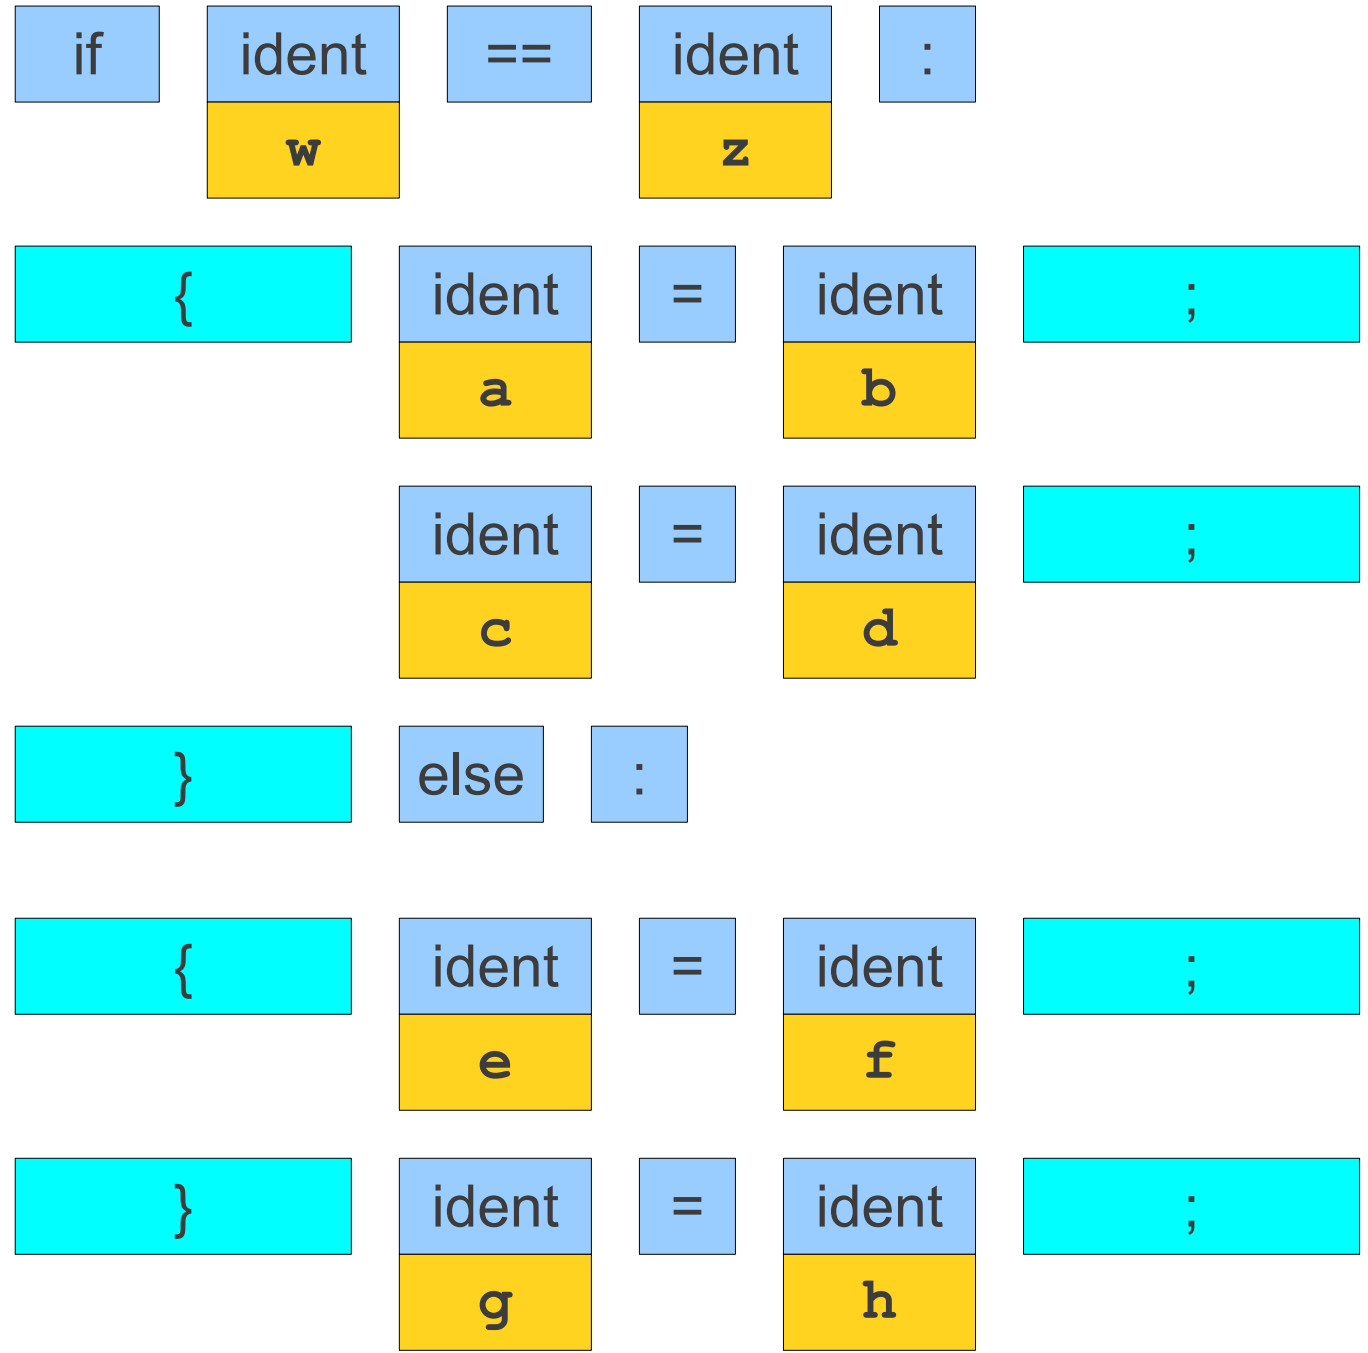 if ident == ident :
w z
{ ident = ident ;
a b
ident = ident ;
c d
} else :
{ ident = ident ;
e f
} ident = ident ;
g h